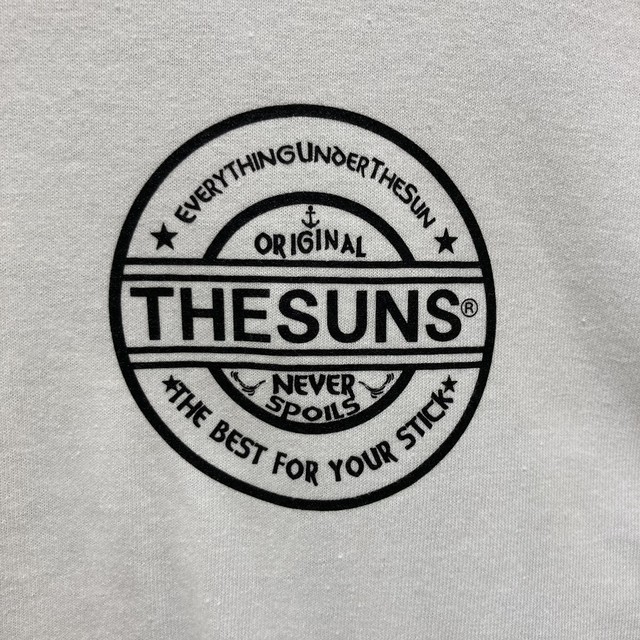 EVERYTHINGUNDERTHESUN
ORIGINAL
THESUNS®
NEVER
SPOILS
★THE BEST FOR YOUR STICK★